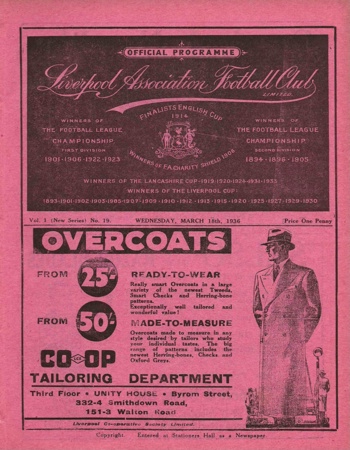 OFFICIAL PROGRAMME
Liverpool Association Football Club
LIMITED.
FINALISTS ENGLISH CUP
1914
WINNERS OF
THE FOOTBALL LEAGUE
CHAMPIONSHIP
FIRST DIVISION
1901-1906-1922-1923
WINNERS OF
THE FOOTBALL LEAGUE
CHAMPIONSHIP
SECOND DIVISION
1894-1896-1905
WINNERS OF F.A. CHARITY SHIELD 1906
WINNERS OF THE LANCASHIRE CUP-1919-1920-1924-1931-1933
WINNERS OF THE LIVERPOOL CUP:
Vol. 1 (New Series) No. 19.
WEDNESDAY, MARCH 18th, 1936
Price One Penny
OVERCOATS
FROM 25/-
READY-TO-WEAR
Really smart Overcoats in a large
variety of the newest Tweeds,
Smart Checks and Herring-bone
patterns.
Exceptionally well tailored and
wonderful value!
FROM 50/-
MADE-TO-MEASURE
Overcoats made to measure in any
style desired by tailors who study
your individual tastes. The big
range of patterns includes the
newest Herring-bones, Checks and
Oxford Greys.
CO-OP
TAILORING DEPARTMENT
Third Floor • UNITY HOUSE • Byrom Street,
332-4 Smithdown Road,
151-3 Walton Road
Liverpool Co-operative Society Limited.
Copyright. Entered at Stationers Hall as a Newspaper.